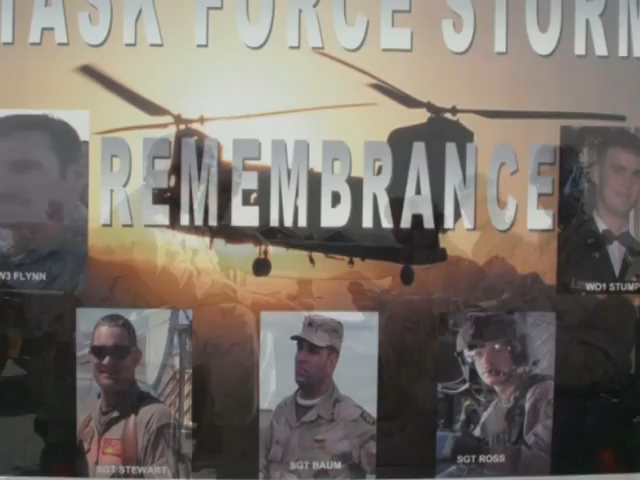 TASK FORCE STORM
REMEMBRANCE
W3 FLYNN
WO1 STUMP
SGT STEWART
SGT BAUM
SGT ROSS